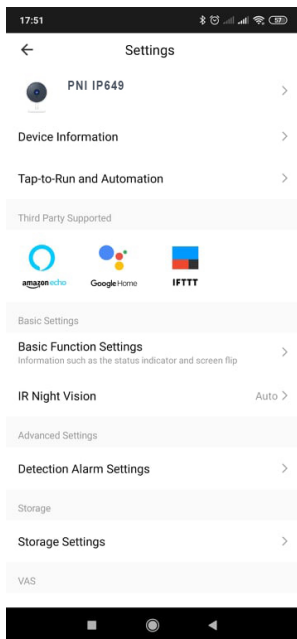 17:51
57
Settings
PNI IP649
Device Information
Tap-to-Run and Automation
Third Party Supported
amazon echo
Google Home
IFTTT
Basic Settings
Basic Function Settings
Information such as the status indicator and screen flip
IR Night Vision
Auto
Advanced Settings
Detection Alarm Settings
Storage
Storage Settings
VAS